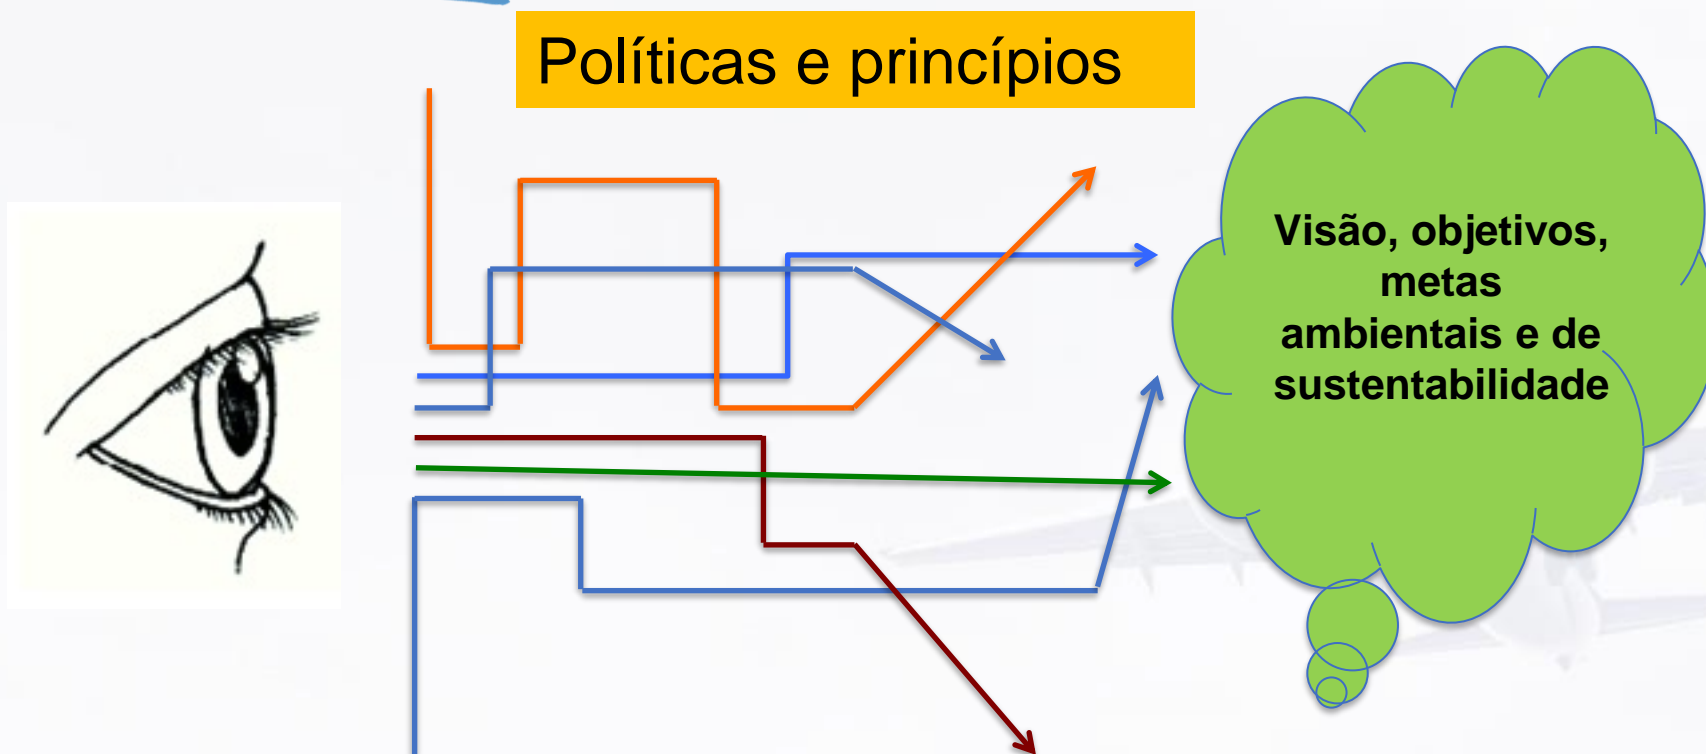 Políticas e princípios
Visão, objetivos,
metas
ambientais e de
sustentabilidade